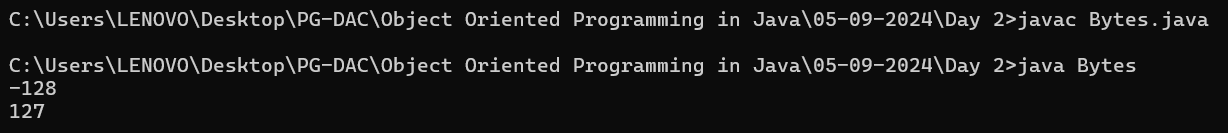 C:\Users\LENOVO\Desktop\PG-DAC\Object Oriented Programming in Java\05-09-2024\Day 2>javac Bytes.java
C:\Users\LENOVO\Desktop\PG-DAC\Object Oriented Programming in Java\05-09-2024\Day 2>java Bytes
-128
127